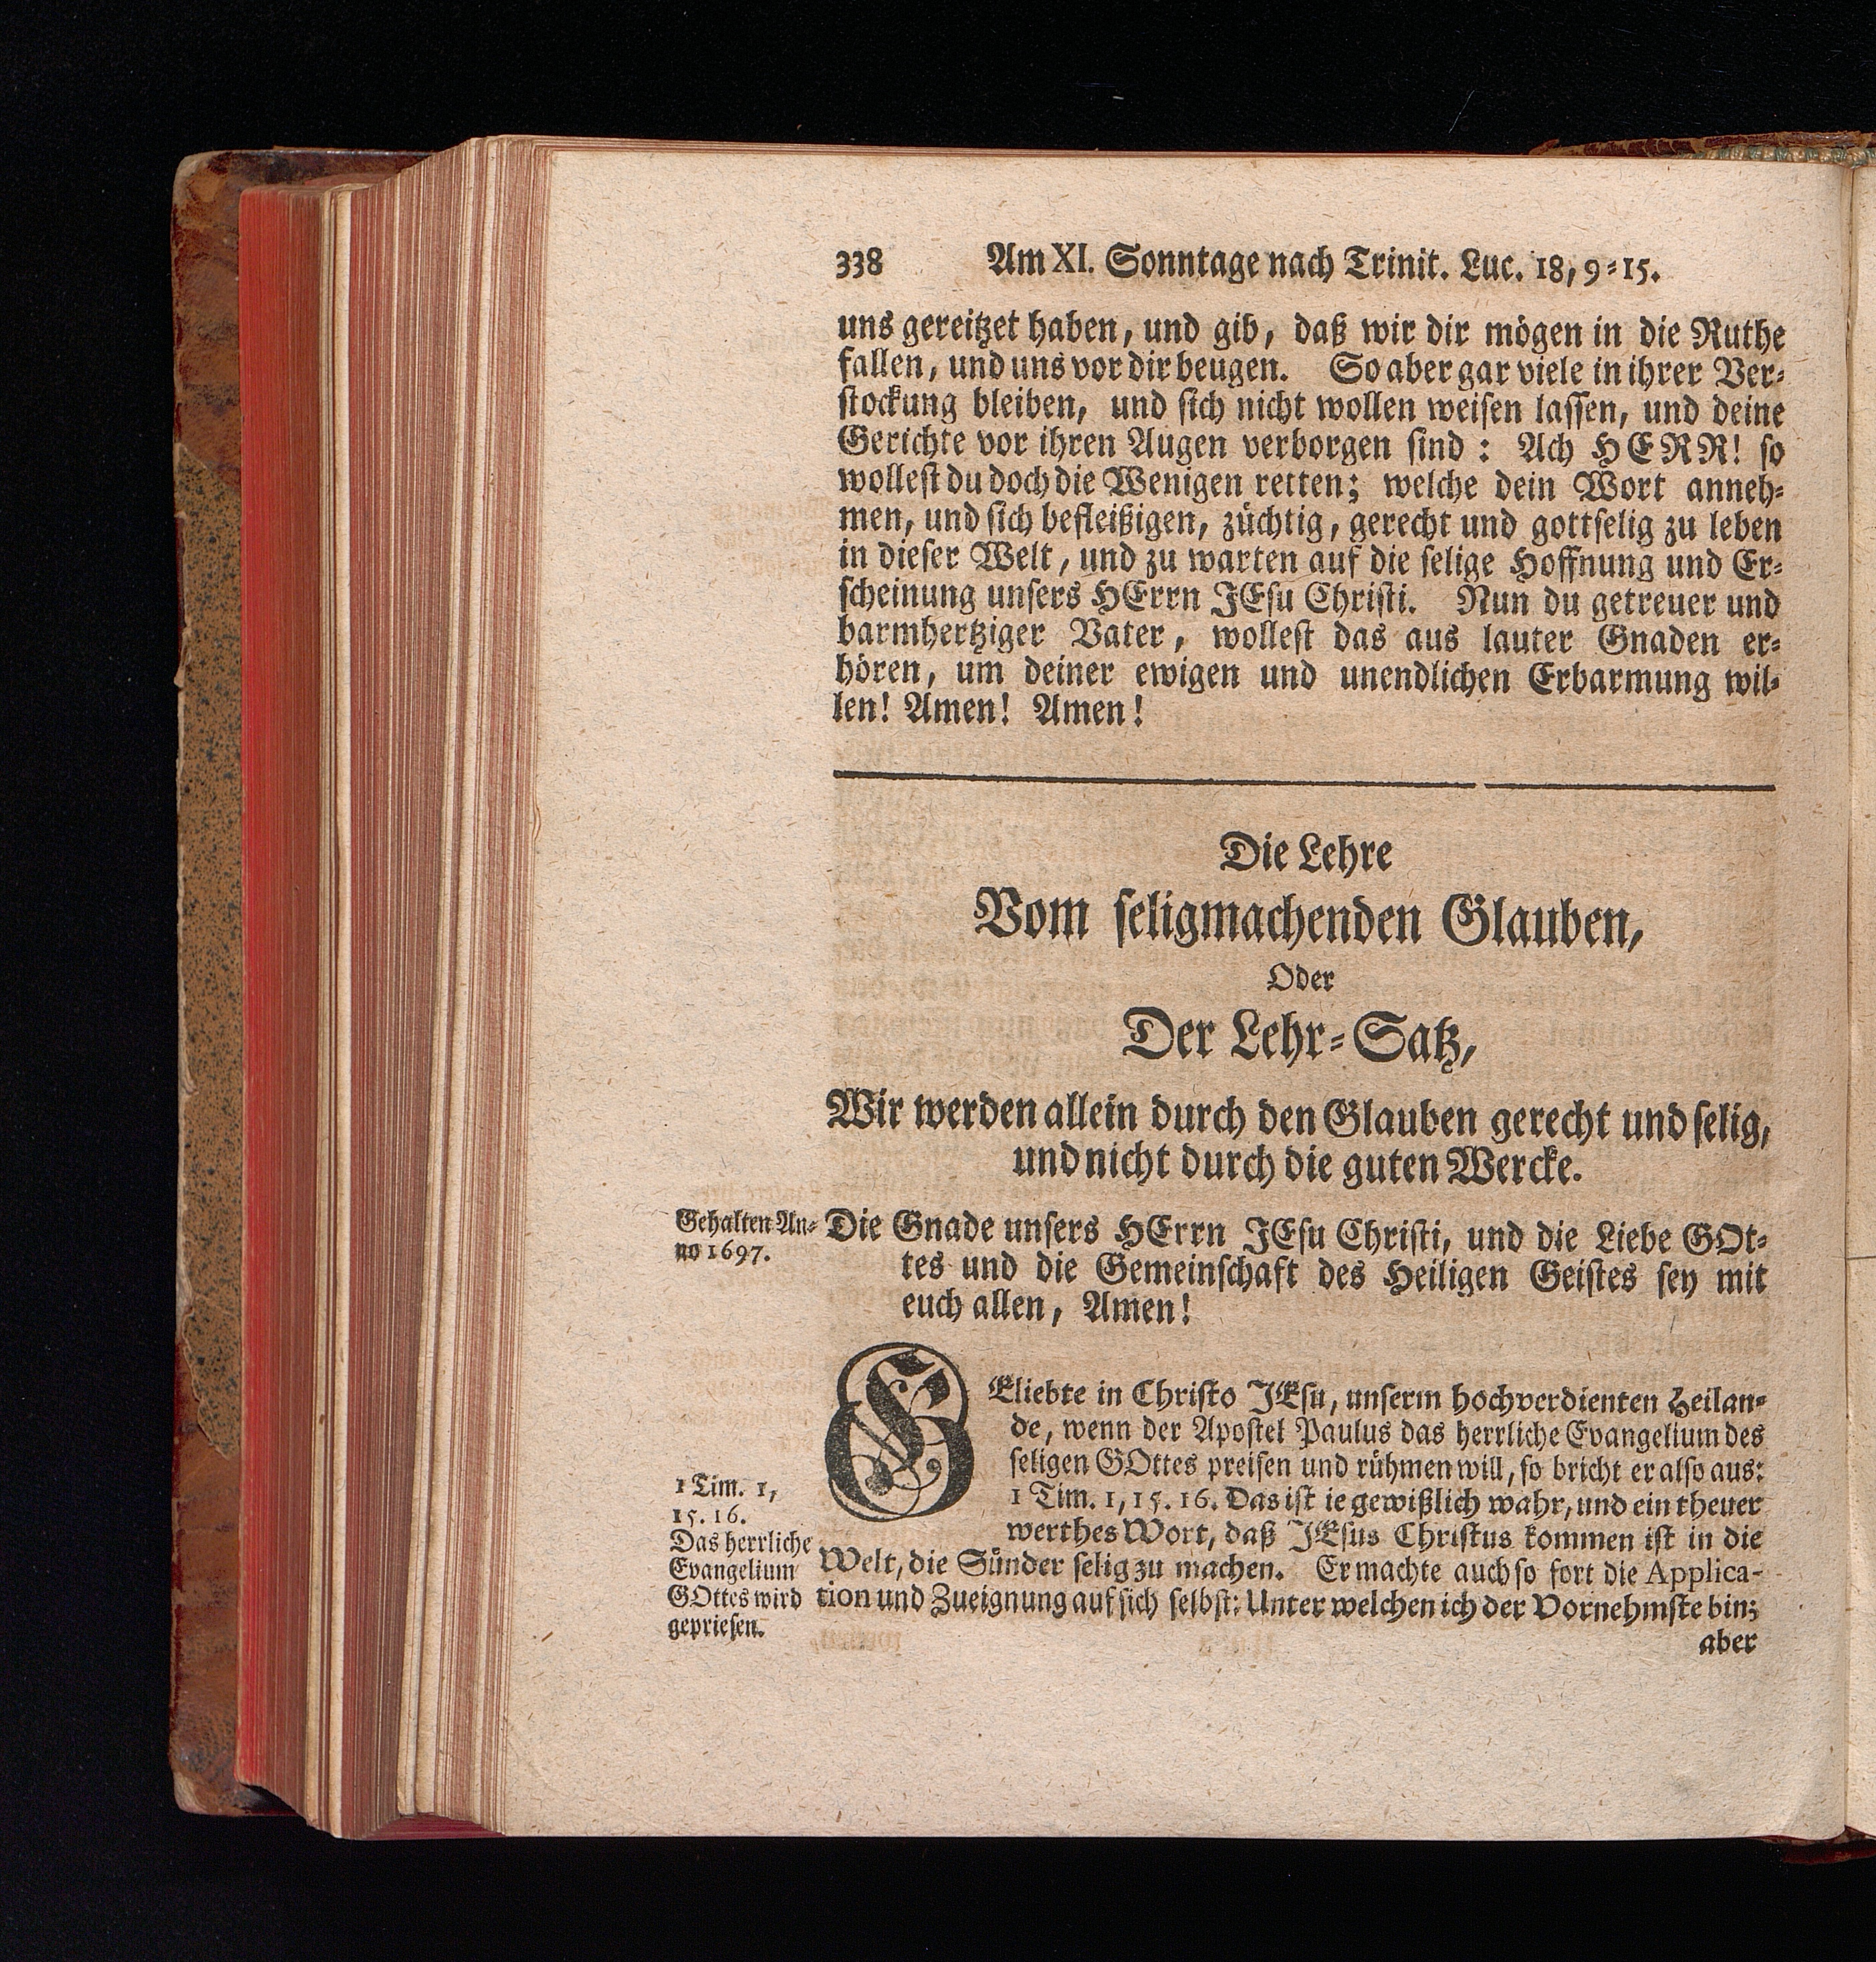 338 Am XI. Sonntage nach Trinit. Luc. 18, 9-15.
uns gereitzet haben, und gib, daß wir dir mögen in die Ruthe
fallen, und uns vor dir beugen. So aber gar viele in ihrer Ver-
stockung bleiben, und sich nicht wollen weisen lassen, und deine
Gerichte vor ihren Augen verborgen sind: Ach HERR! so
wollest du doch die Wenigen retten; welche dein Wort anneh-
men, und sich befleißigen, züchtig, gerecht und gottselig zu leben
in dieser Welt, und zu warten auf die selige Hoffnung und Er-
scheinung unsers HErrn JEsu Christi. Nun du getreuer und
barmhertziger Vater, wollest das aus lauter Gnaden er-
hören, um deiner ewigen und unendlichen Erbarmung wil-
len! Amen! Amen!
Die Lehre
Vom seligmachenden Glauben,
Oder
Der Lehr-Satz,
Wir werden allein durch den Glauben gerecht und selig,
und nicht durch die guten Wercke.
Gehalten An-
no 1697.
Die Gnade unsers HErrn JEsu Christi, und die Liebe GOt-
tes und die Gemeinschaft des Heiligen Geistes sey mit
euch allen, Amen!
GEliebte in Christo JEsu, unserm hochverdienten Heilan-
de, wenn der Apostel Paulus das herrliche Evangelium des
seligen GOttes preisen und rühmen will, so bricht er also aus:
1 Tim. 1, 15. 16. Das ist ie gewißlich wahr, und ein theuer
werthes Wort, daß JEsus Christus kommen ist in die
Welt, die Sünder selig zu machen. Er machte auch so fort die Applica-
tion und Zueignung auf sich selbst: Unter welchen ich der Vornehmste bin;
1 Tim. 1,
15. 16.
Das herrliche
Evangelium
GOttes wird
gepriesen.
aber